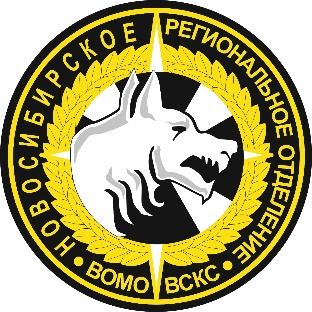 НОВОСИБИРСКОЕ
РЕГИОНАЛЬНОЕ ОТДЕЛЕНИЕ
ВОМО ВСКС